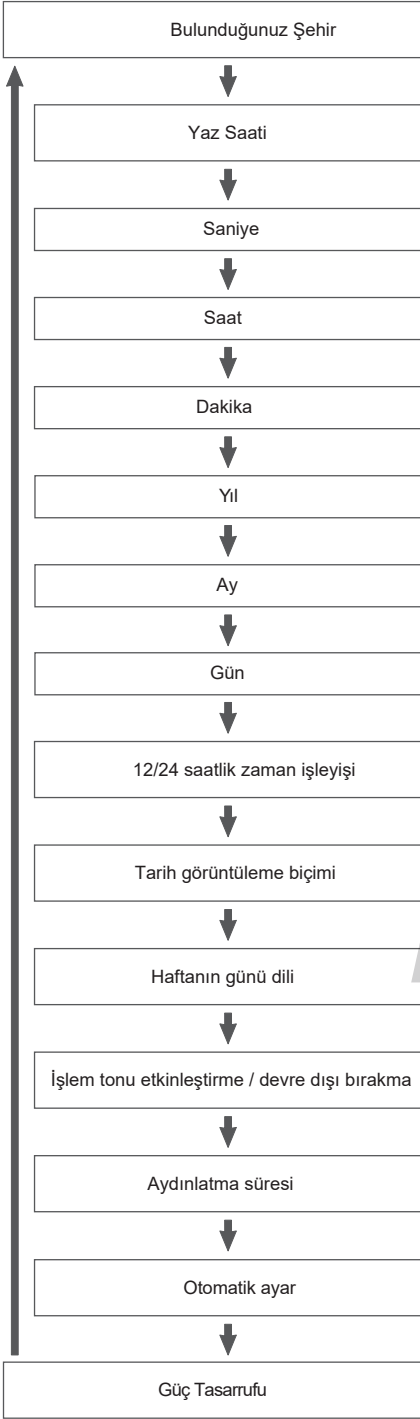 Bulunduğunuz Şehir
Yaz Saati
Saniye
Saat
Dakika
Yıl
Ay
Gün
12/24 saatlik zaman işleyişi
Tarih görüntüleme biçimi
Haftanın günü dili
İşlem tonu etkinleştirme / devre dışı bırakma
Aydınlatma süresi
Otomatik ayar
Güç Tasarrufu